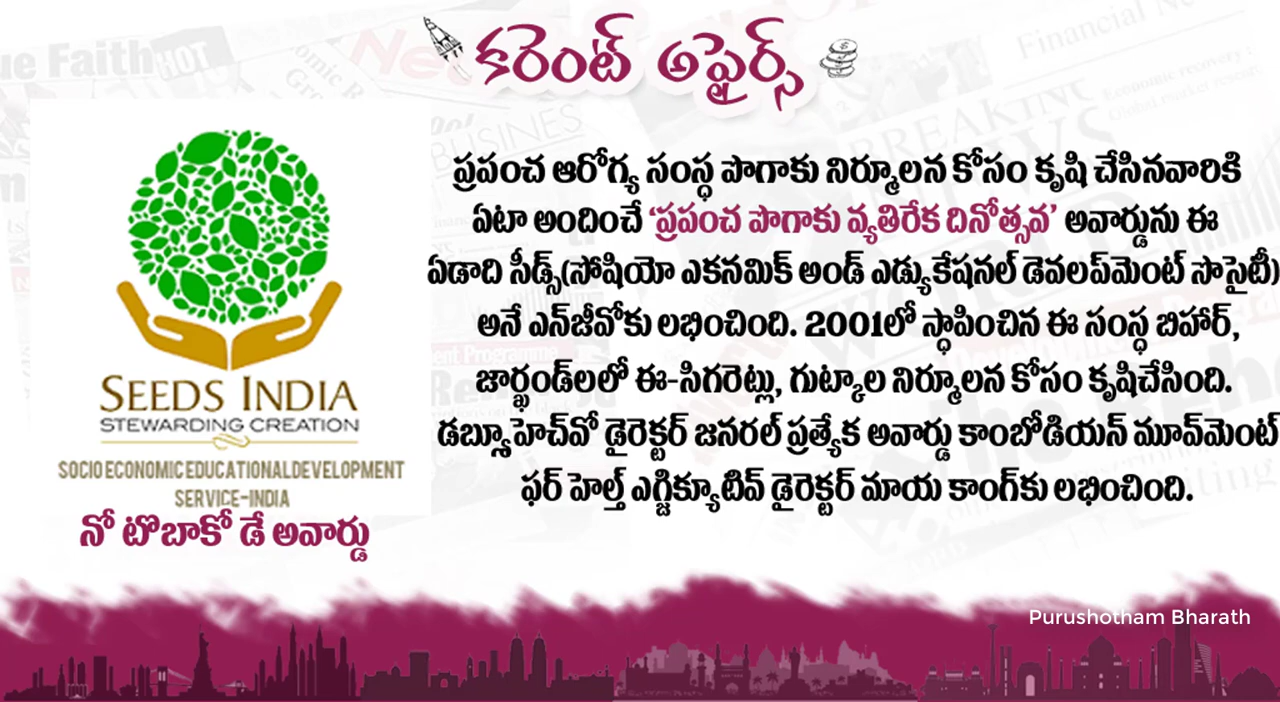 కరెంట్ అఫైర్స్
ప్రపంచ ఆరోగ్య సంస్ధ పొగాకు నిర్మూలన కోసం కృషి చేసినవారికి
ఏటా అందించే ‘ప్రపంచ పొగాకు వ్యతిరేక దినోత్సవ’ అవార్డును ఈ
ఏడాది సీడ్స్(సోషియో ఎకనమిక్ అండ్ ఎడ్యుకేషనల్ డెవలప్‌మెంట్ సొసైటీ)
అనే ఎన్‌జీవోకు లభించింది. 2001లో స్ధాపించిన ఈ సంస్ధ బిహార్,
జార్ఖండ్‌లలో ఈ-సిగరెట్లు, గుట్కాల నిర్మూలన కోసం కృషిచేసింది.
డబ్ల్యూహెచ్‌వో డైరెక్టర్ జనరల్ ప్రత్యేక అవార్డు కాంబోడియన్ మూవ్‌మెంట్
ఫర్ హెల్త్ ఎగ్జిక్యూటివ్ డైరెక్టర్ మాయ కాంగ్‌కు లభించింది.
SEEDS INDIA
STEWARDING CREATION
SOCIO ECONOMIC EDUCATIONAL DEVELOPMENT
SERVICE-INDIA
నో టొబాకో డే అవార్డు
Purushotham Bharath